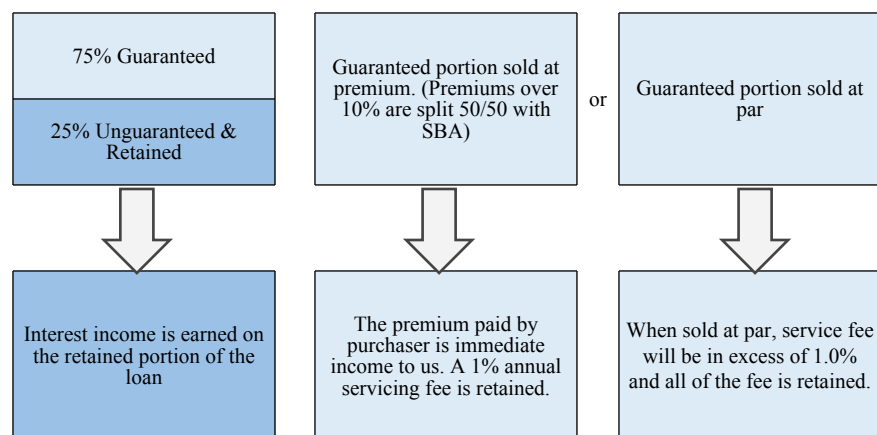 75% Guaranteed
25% Unguaranteed &
Retained
Guaranteed portion sold at
premium. (Premiums over
10% are split 50/50 with
SBA)
or
Guaranteed portion sold at
par
Interest income is earned on
the retained portion of the
loan
The premium paid by
purchaser is immediate
income to us. A 1% annual
servicing fee is retained.
When sold at par, service fee
will be in excess of 1.0%
and all of the fee is retained.